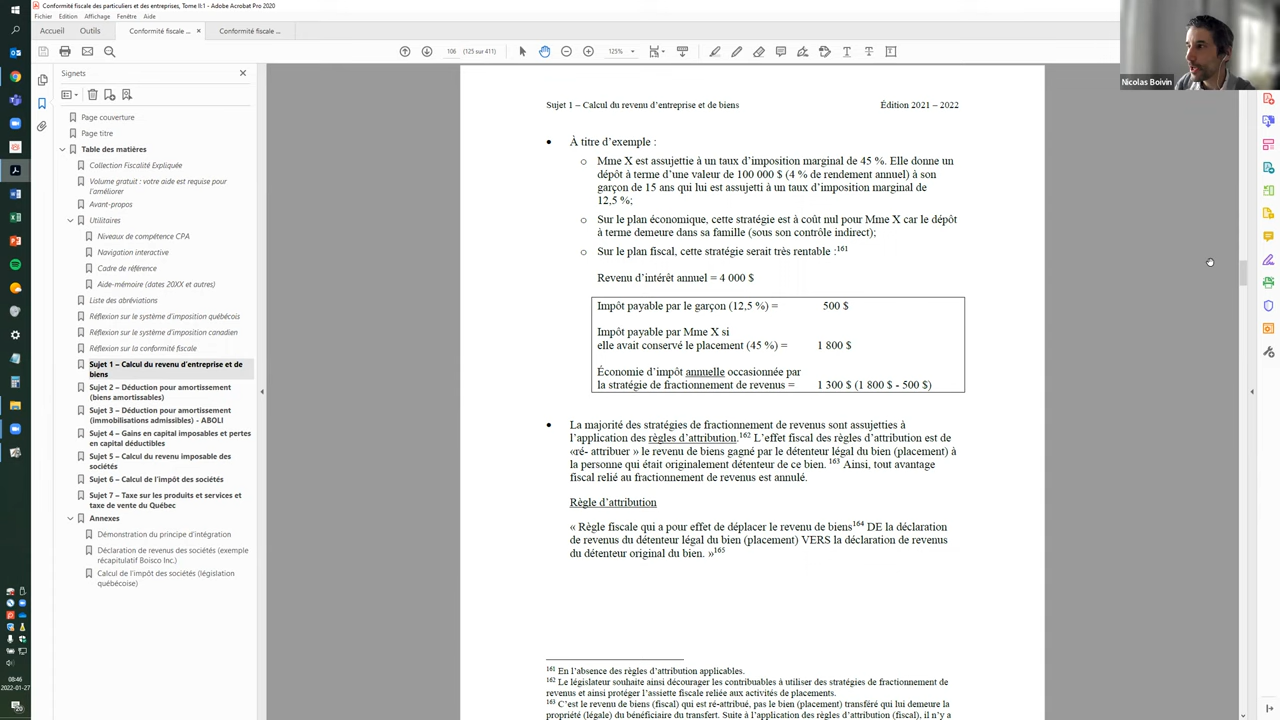 Conformité fiscale des particuliers et des entreprises, Tome II:1 - Adobe Acrobat Pro 2020
Fichier Edition Affichage Fenêtre Aide
Accueil Outils Conformité fiscale ... × Conformité fiscale ...
106 (125 sur 411) 125%
Signets
Page couverture
Page titre
Table des matières
Collection Fiscalité Expliquée
Volume gratuit : votre aide est requise pour
l'améliorer
Avant-propos
Utilitaires
Niveaux de compétence CPA
Navigation interactive
Cadre de référence
Aide-mémoire (dates 20XX et autres)
Liste des abréviations
Réflexion sur le système d'imposition québécois
Réflexion sur le système d'imposition canadien
Réflexion sur la conformité fiscale
Sujet 1 – Calcul du revenu d'entreprise et de
biens
Sujet 2 – Déduction pour amortissement
(biens amortissables)
Sujet 3 – Déduction pour amortissement
(immobilisations admissibles) - ABOLI
Sujet 4 – Gains en capital imposables et pertes
en capital déductibles
Sujet 5 – Calcul du revenu imposable des
sociétés
Sujet 6 – Calcul de l'impôt des sociétés
Sujet 7 – Taxe sur les produits et services et
taxe de vente du Québec
Annexes
Démonstration du principe d'intégration
Déclaration de revenus des sociétés (exemple
récapitulatif Boisco Inc.)
Calcul de l'impôt des sociétés (législation
québécoise)
08:46
2022-01-27
Nicolas Boivin
Sujet 1 – Calcul du revenu d'entreprise et de biens Édition 2021 – 2022
• À titre d'exemple :
o Mme X est assujettie à un taux d'imposition marginal de 45 %. Elle donne un
dépôt à terme d'une valeur de 100 000 $ (4 % de rendement annuel) à son
garçon de 15 ans qui lui est assujetti à un taux d'imposition marginal de
12,5 %;
o Sur le plan économique, cette stratégie est à coût nul pour Mme X car le dépôt
à terme demeure dans sa famille (sous son contrôle indirect);
o Sur le plan fiscal, cette stratégie serait très rentable :161
Revenu d'intérêt annuel = 4 000 $
Impôt payable par le garçon (12,5 %) = 500 $
Impôt payable par Mme X si
elle avait conservé le placement (45 %) = 1 800 $
Économie d'impôt annuelle occasionnée par
la stratégie de fractionnement de revenus = 1 300 $ (1 800 $ - 500 $)
• La majorité des stratégies de fractionnement de revenus sont assujetties à
l'application des règles d'attribution.162 L'effet fiscal des règles d'attribution est de
«ré- attribuer » le revenu de biens gagné par le détenteur légal du bien (placement) à
la personne qui était originalement détenteur de ce bien. 163 Ainsi, tout avantage
fiscal relié au fractionnement de revenus est annulé.
Règle d'attribution
« Règle fiscale qui a pour effet de déplacer le revenu de biens164 DE la déclaration
de revenus du détenteur légal du bien (placement) VERS la déclaration de revenus
du détenteur original du bien. »165
161 En l'absence des règles d'attribution applicables.
162 Le législateur souhaite ainsi décourager les contribuables à utiliser des stratégies de fractionnement de
revenus et ainsi protéger l'assiette fiscale reliée aux activités de placements.
163 C'est le revenu de biens (fiscal) qui est ré-attribué, pas le bien (placement) transféré qui lui demeure la
propriété (légale) du bénéficiaire du transfert. Suite à l'application des règles d'attribution (fiscal), il n'y a